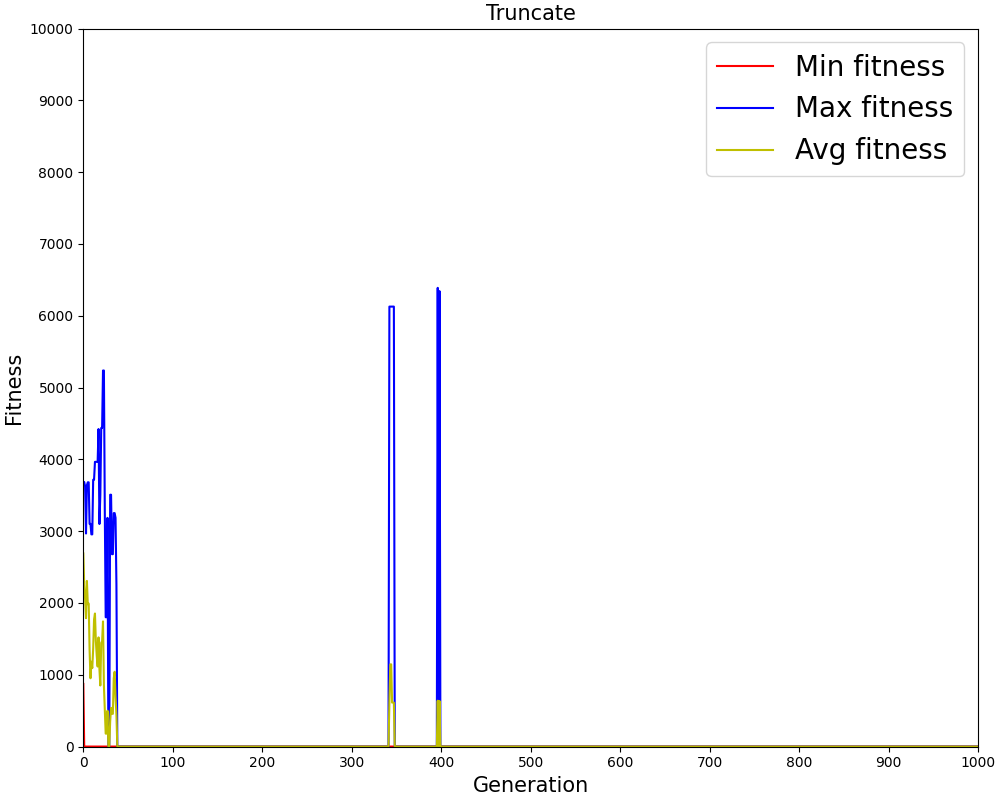 Truncate
10000
9000
8000
7000
6000
5000
4000
3000
2000
1000
0
Fitness
Min fitness
Max fitness
Avg fitness
0 100 200 300 400 500 600 700 800 900 1000
Generation